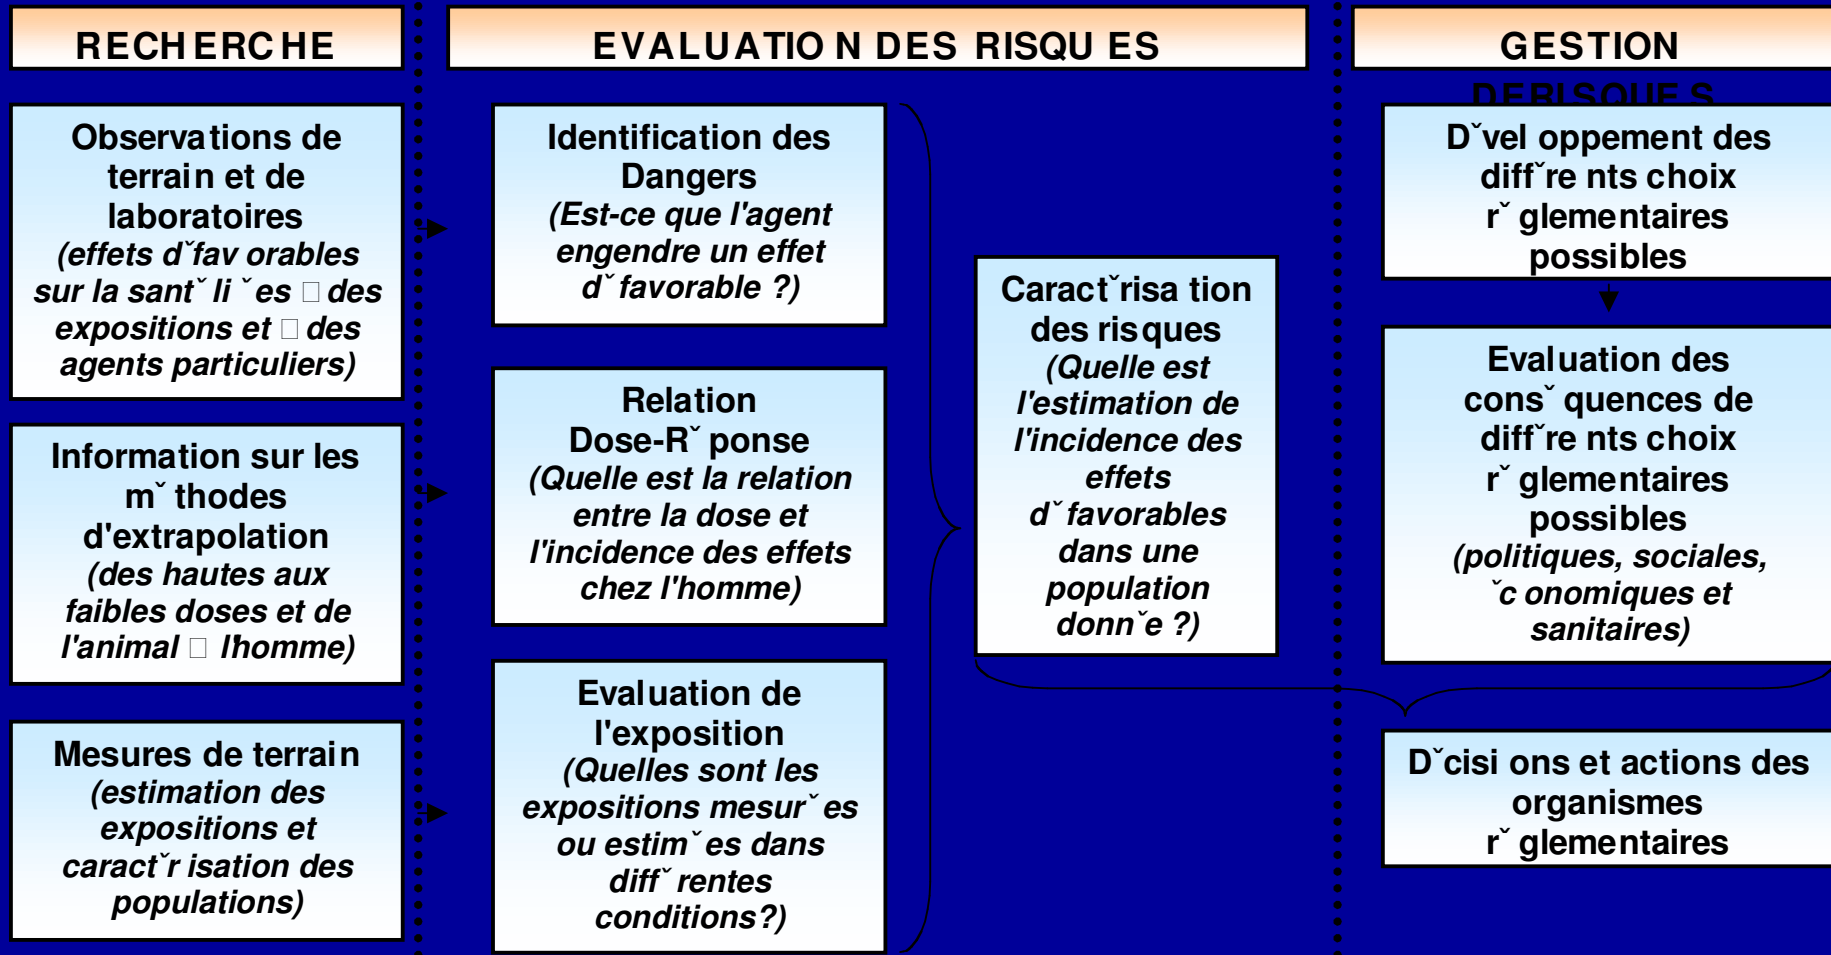 RECHERCHE
EVALUATION DES RISQUES
GESTION
DERISQUES
Observations de
terrain et de
laboratoires
(effets dˇfav orables
sur la santˇ li ˇes □ des
expositions et □ des
agents particuliers)
Information sur les
mˇ thodes
d'extrapolation
(des hautes aux
faibles doses et de
l'animal □ l'homme)
Mesures de terrain
(estimation des
expositions et
caractˇr isation des
populations)
Identification des
Dangers
(Est-ce que l'agent
engendre un effet
dˇ favorable ?)
Relation
Dose-Rˇ ponse
(Quelle est la relation
entre la dose et
l'incidence des effets
chez l'homme)
Evaluation de
l'exposition
(Quelles sont les
expositions mesurˇ es
ou estimˇ es dans
diffˇ rentes
conditions?)
Caractˇrisa tion
des risques
(Quelle est
l'estimation de
l'incidence des
effets
dˇ favorables
dans une
population
donnˇe ?)
Dˇvel oppement des
diffˇre nts choix
rˇ glementaires
possibles
Evaluation des
consˇ quences de
diffˇre nts choix
rˇ glementaires
possibles
(politiques, sociales,
ˇc onomiques et
sanitaires)
Dˇcisi ons et actions des
organismes
rˇ glementaires